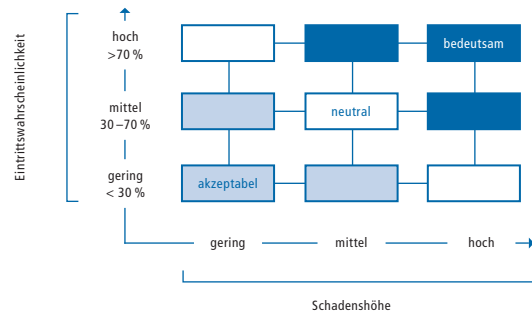 Eintrittswahrscheinlichkeit
hoch
>70 %
bedeutsam
mittel
30–70 %
neutral
gering
< 30 %
akzeptabel
gering
mittel
hoch
Schadenshöhe